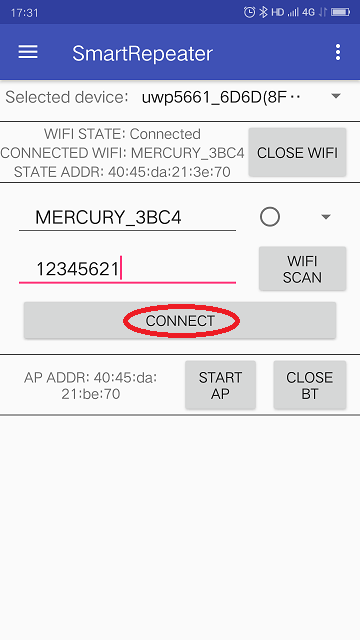 17:31 HD 4G
SmartRepeater
Selected device: uwp5661_6D6D(8F··
WIFI STATE: Connected
CONNECTED WIFI: MERCURY_3BC4
STATE ADDR: 40:45:da:21:3e:70
CLOSE WIFI
MERCURY_3BC4
12345621
WIFI
SCAN
CONNECT
AP ADDR: 40:45:da:
21:be:70
START
AP
CLOSE
BT